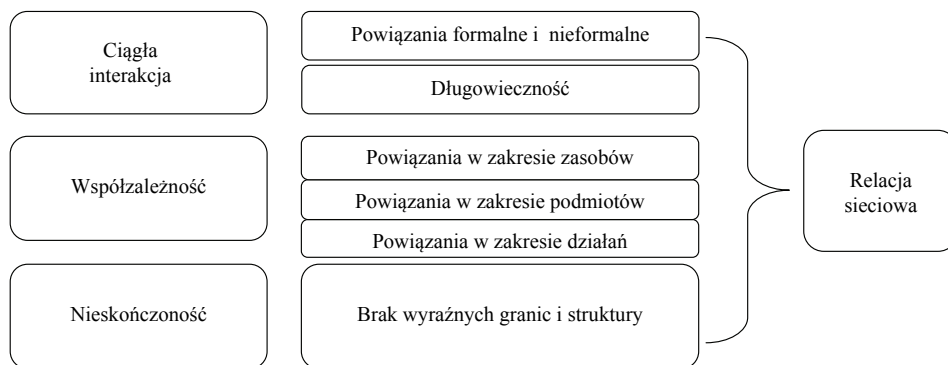 Ciągła
interakcja
Powiązania formalne i nieformalne
Długowieczność
Współzależność
Powiązania w zakresie zasobów
Powiązania w zakresie podmiotów
Powiązania w zakresie działań
Nieskończoność
Brak wyraźnych granic i struktury
Relacja
sieciowa